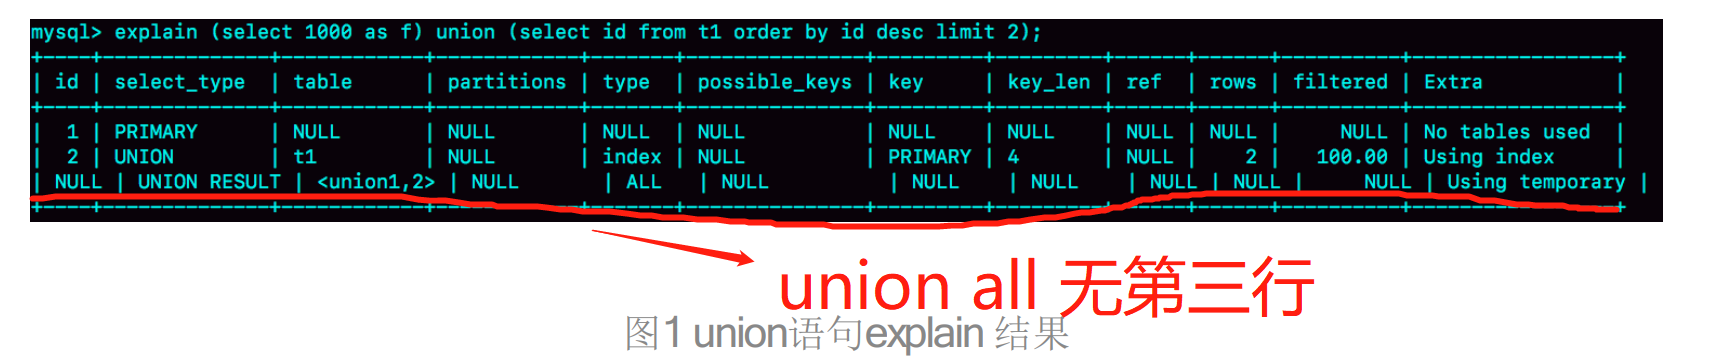 mysql> explain (select 1000 as f) union (select id from t1 order by id desc limit 2);
+----+-------------+------------+------------+-------+---------------+---------+---------+------+------+----------+-----------------+
| id | select_type | table | partitions | type | possible_keys | key | key_len | ref | rows | filtered | Extra |
+----+-------------+------------+------------+-------+---------------+---------+---------+------+------+----------+-----------------+
| 1 | PRIMARY | NULL | NULL | NULL | NULL | NULL | NULL | NULL | NULL | NULL | No tables used |
| 2 | UNION | t1 | NULL | index | NULL | PRIMARY | 4 | NULL | 2 | 100.00 | Using index |
| NULL | UNION RESULT | <union1,2> | NULL | ALL | NULL | NULL | NULL | NULL | NULL | NULL | Using temporary |
+----+-------------+------------+------------+-------+---------------+---------+---------+------+------+----------+-----------------+
union all 无第三行
图1 union语句explain 结果